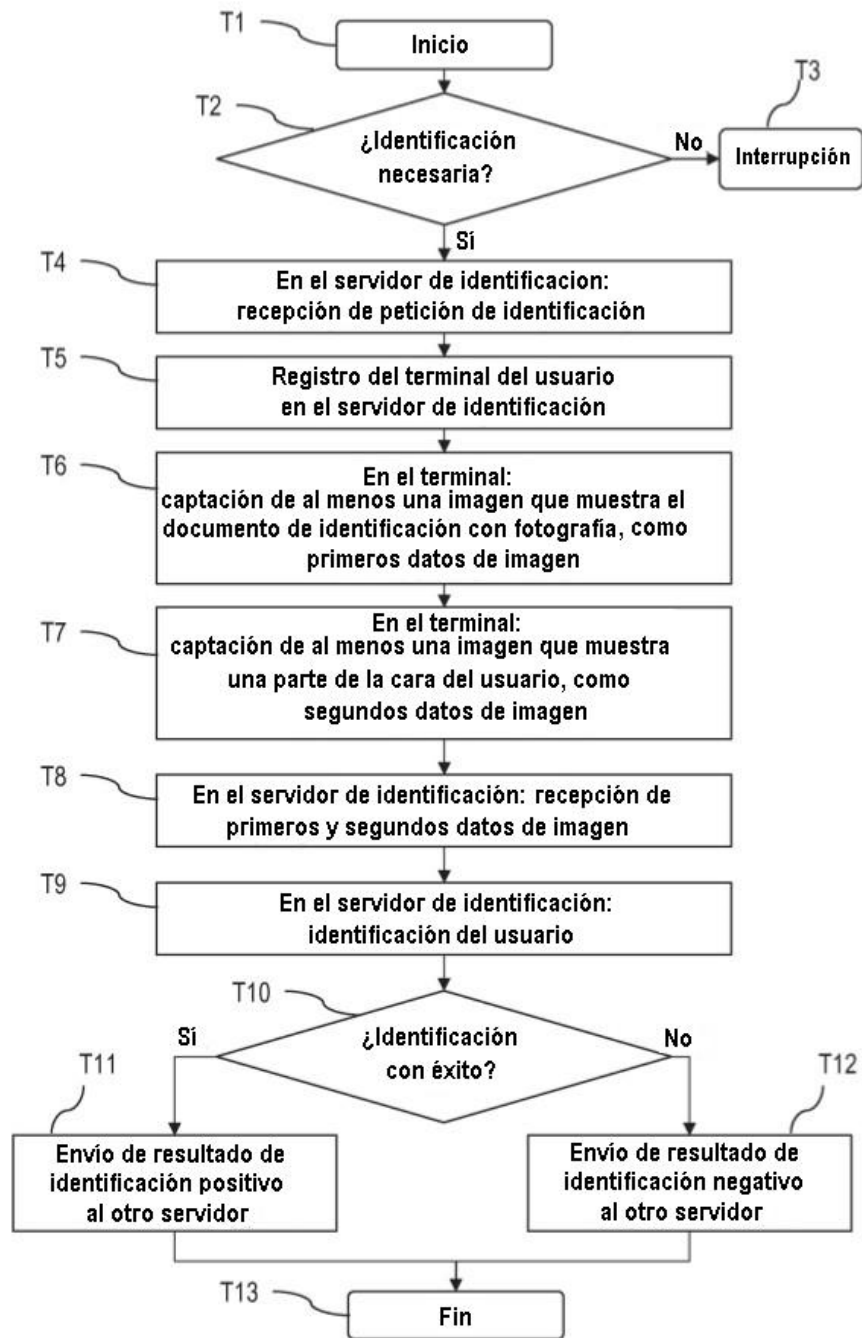 T1
Inicio
T2
¿Identificación
necesaria?
No
T3
Interrupción
Sí
T4
En el servidor de identificacion:
recepción de petición de identificación
T5
Registro del terminal del usuario
en el servidor de identificación
T6
En el terminal:
captación de al menos una imagen que muestra el
documento de identificación con fotografía, como
primeros datos de imagen
T7
En el terminal:
captación de al menos una imagen que muestra
una parte de la cara del usuario, como
segundos datos de imagen
T8
En el servidor de identificación: recepción de
primeros y segundos datos de imagen
T9
En el servidor de identificación:
identificación del usuario
T10
¿Identificación
con éxito?
Sí
No
T11
Envío de resultado de
identificación positivo
al otro servidor
T12
Envío de resultado de
identificación negativo
al otro servidor
T13
Fin